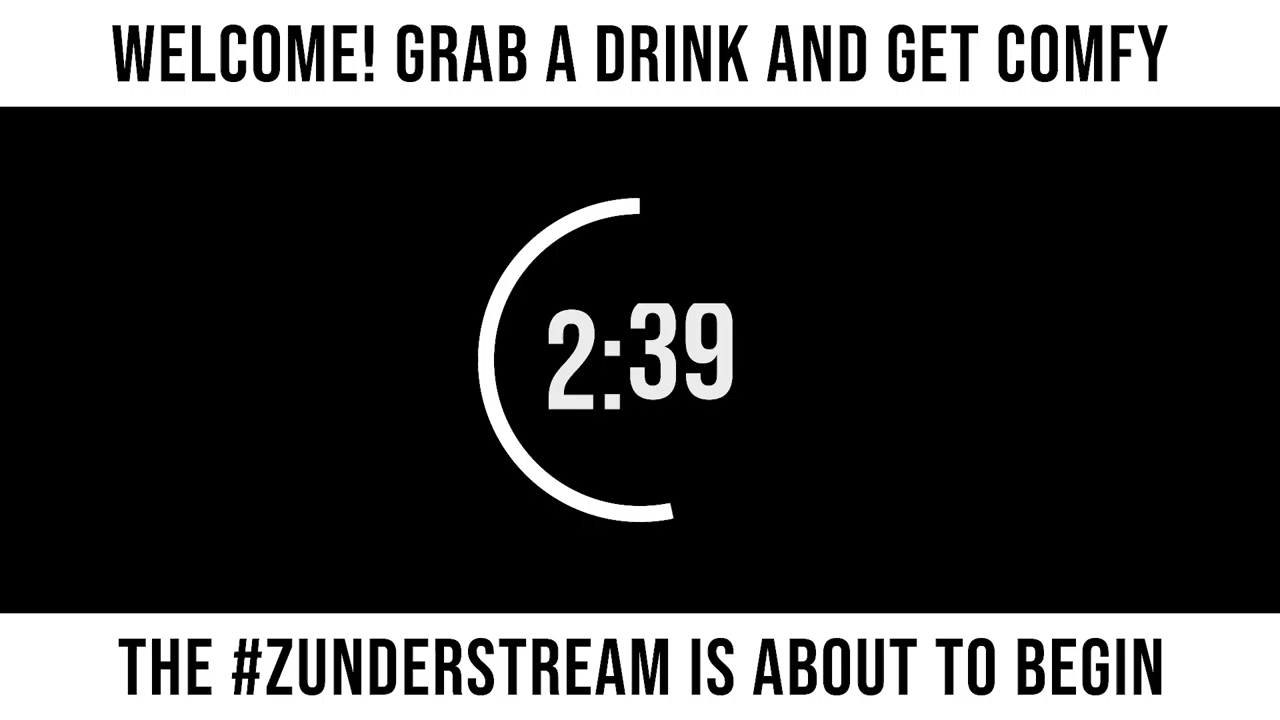 WELCOME! GRAB A DRINK AND GET COMFY
2:39
THE #ZUNDERSTREAM IS ABOUT TO BEGIN